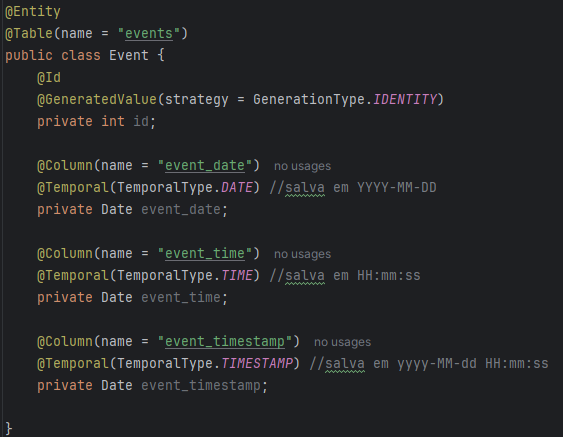 @Entity
@Table(name = "events")
public class Event {
    @Id
    @GeneratedValue(strategy = GenerationType.IDENTITY)
    private int id;

    @Column(name = "event_date")  no usages
    @Temporal(TemporalType.DATE) //salva em YYYY-MM-DD
    private Date event_date;

    @Column(name = "event_time")  no usages
    @Temporal(TemporalType.TIME) //salva em HH:mm:ss
    private Date event_time;

    @Column(name = "event_timestamp")  no usages
    @Temporal(TemporalType.TIMESTAMP) //salva em yyyy-MM-dd HH:mm:ss
    private Date event_timestamp;

}